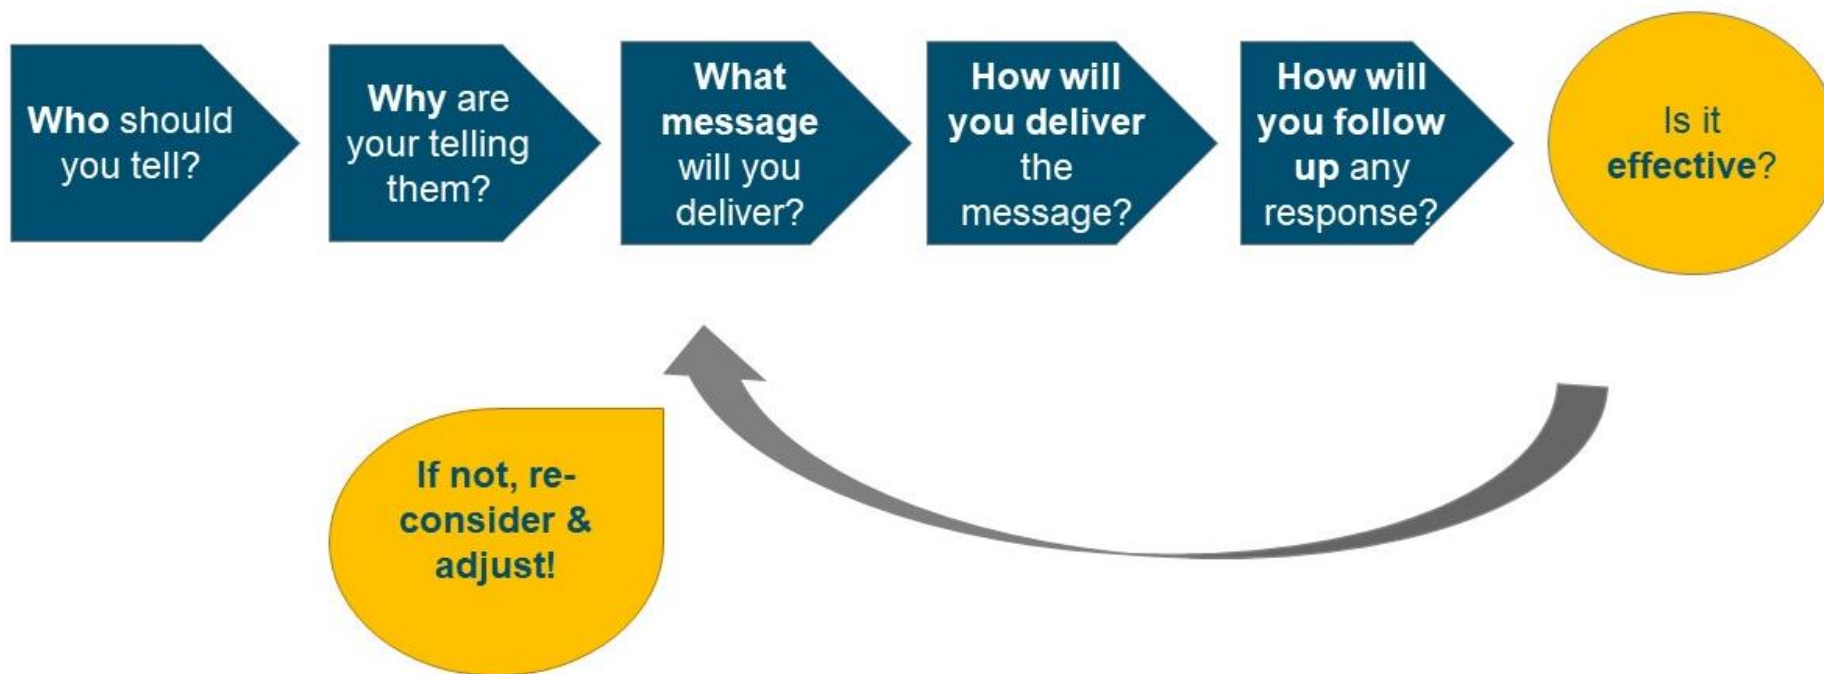 Who should
you tell?
Why are
your telling
them?
What
message
will you
deliver?
How will
you deliver
the
message?
How will
you follow
up any
response?
Is it
effective?
If not, re-
consider &
adjust!